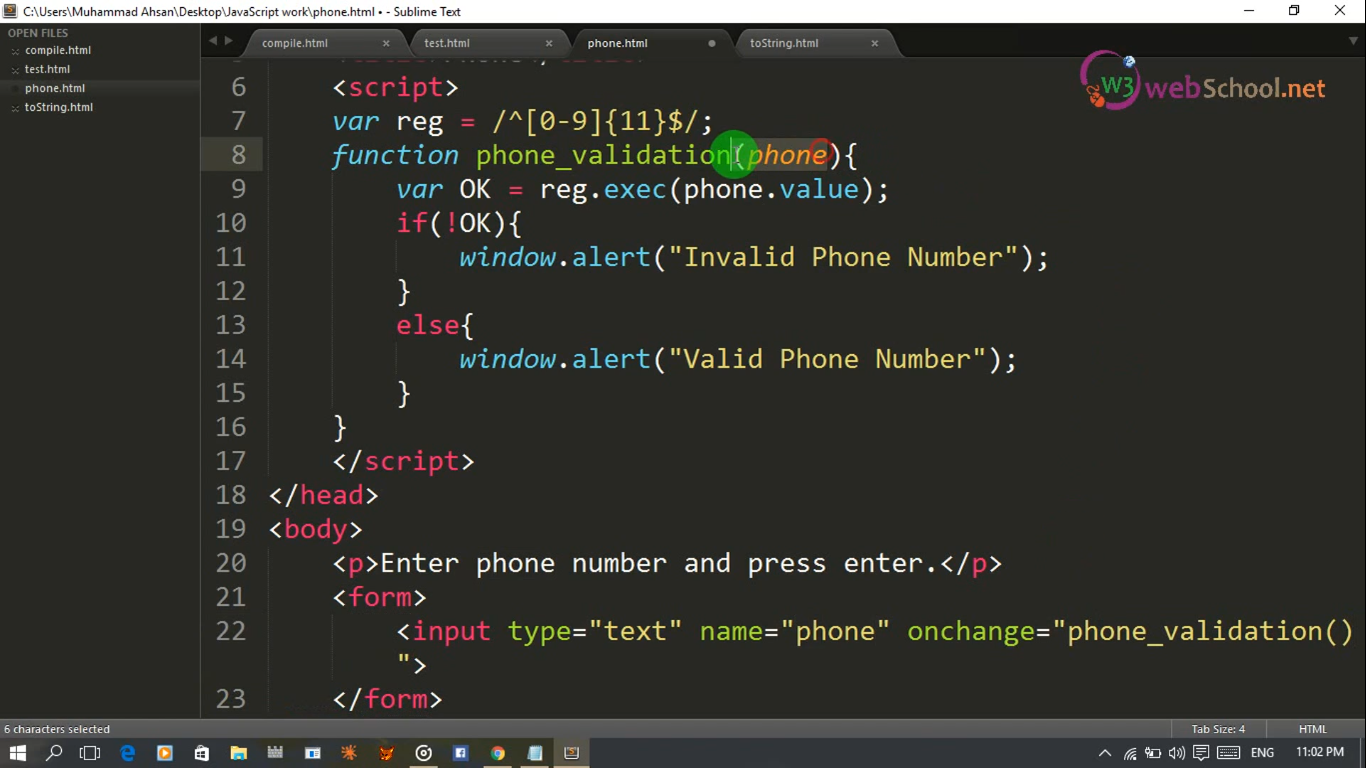 C:\Users\Muhammad Ahsan\Desktop\JavaScript work\phone.html • - Sublime Text
OPEN FILES
compile.html
test.html
phone.html
toString.html
compile.html × test.html × phone.html • toString.html ×
W3 webSchool.net
6 <script>
7 var reg = /^[0-9]{11}$/;
8 function phone_validation(phone){
9 var OK = reg.exec(phone.value);
10 if(!OK){
11 window.alert("Invalid Phone Number");
12 }
13 else{
14 window.alert("Valid Phone Number");
15 }
16 }
17 </script>
18 </head>
19 <body>
20 <p>Enter phone number and press enter.</p>
21 <form>
22 <input type="text" name="phone" onchange="phone_validation()
">
23 </form>
6 characters selected
Tab Size: 4
HTML
ENG
11:02 PM